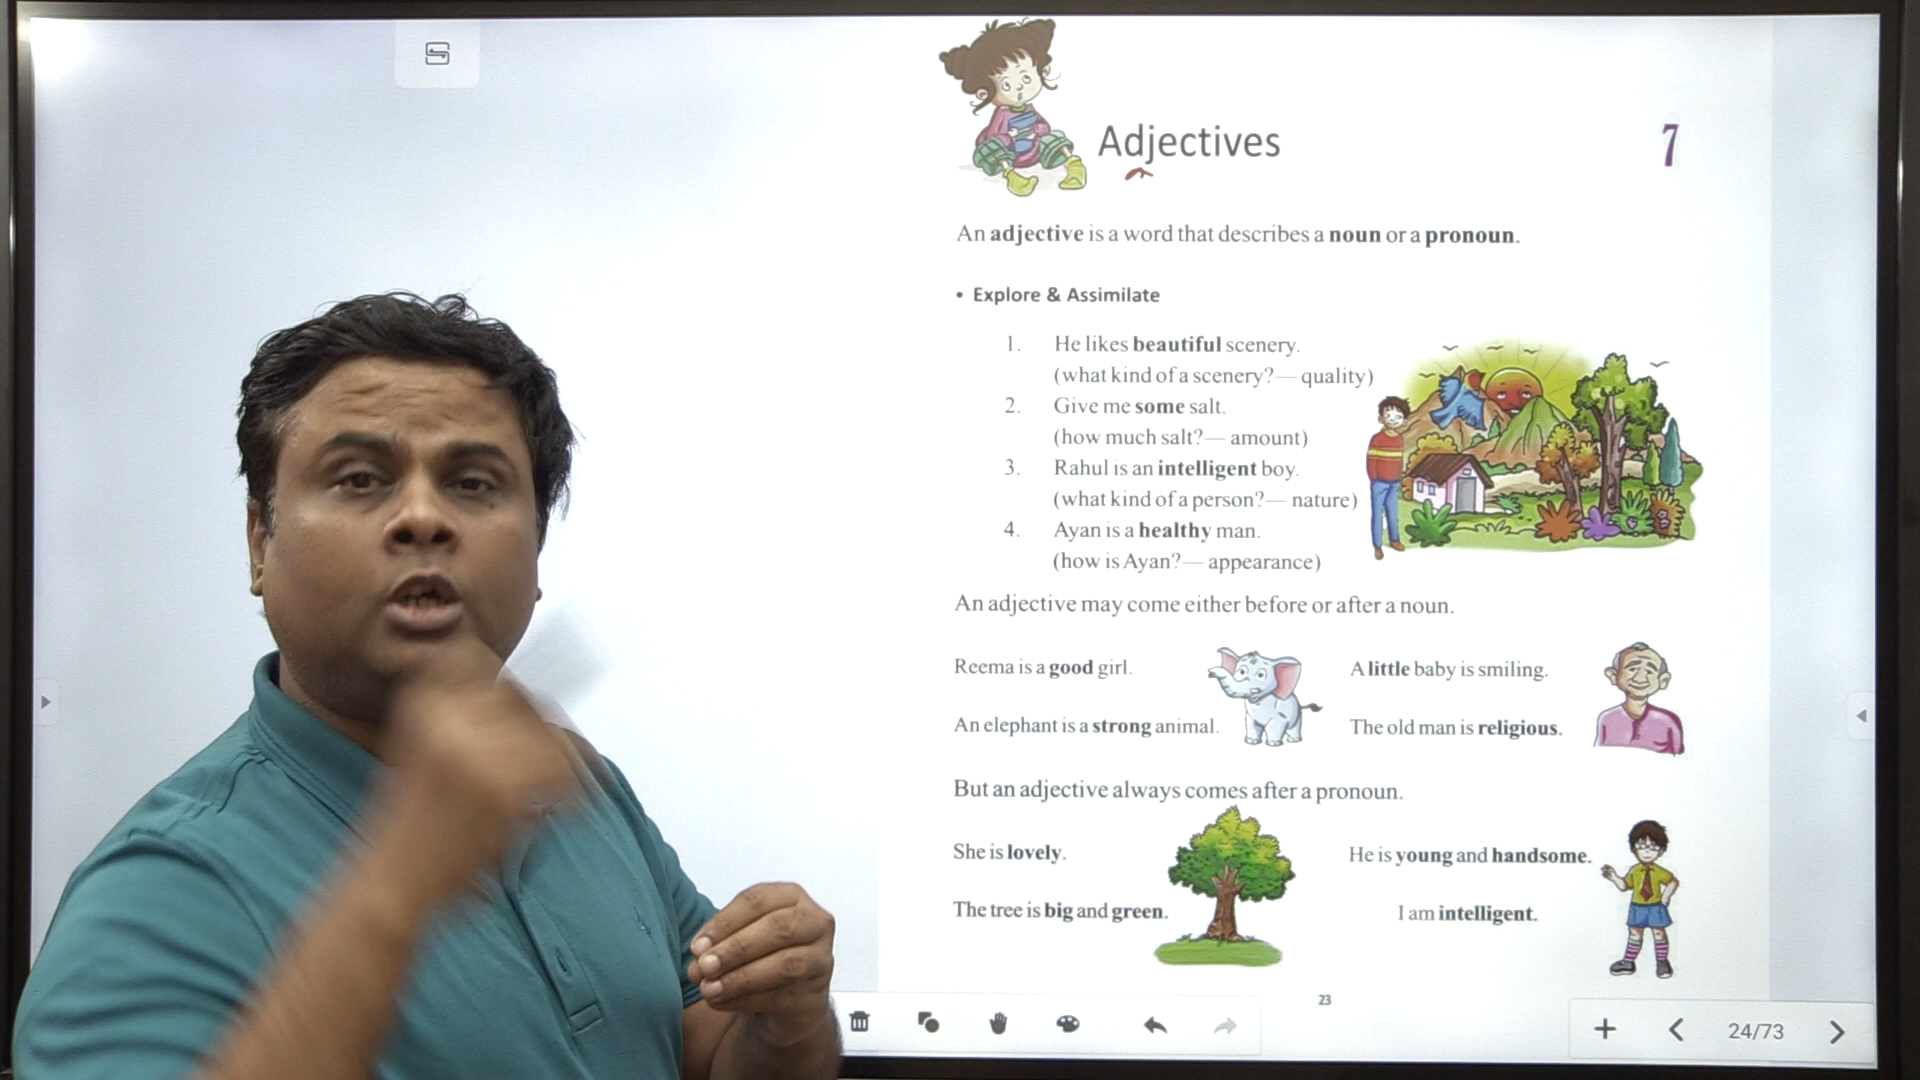 Adjectives
7
An adjective is a word that describes a noun or a pronoun.
• Explore & Assimilate
1. He likes beautiful scenery.
(what kind of a scenery?— quality)
2. Give me some salt.
(how much salt?— amount)
3. Rahul is an intelligent boy.
(what kind of a person?— nature)
4. Ayan is a healthy man.
(how is Ayan?— appearance)
An adjective may come either before or after a noun.
Reema is a good girl.
A little baby is smiling.
An elephant is a strong animal.
The old man is religious.
But an adjective always comes after a pronoun.
She is lovely.
He is young and handsome.
The tree is big and green.
I am intelligent.
23
24/73